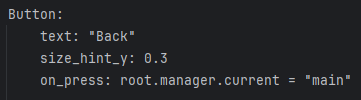 Button:
    text: "Back"
    size_hint_y: 0.3
    on_press: root.manager.current = "main"